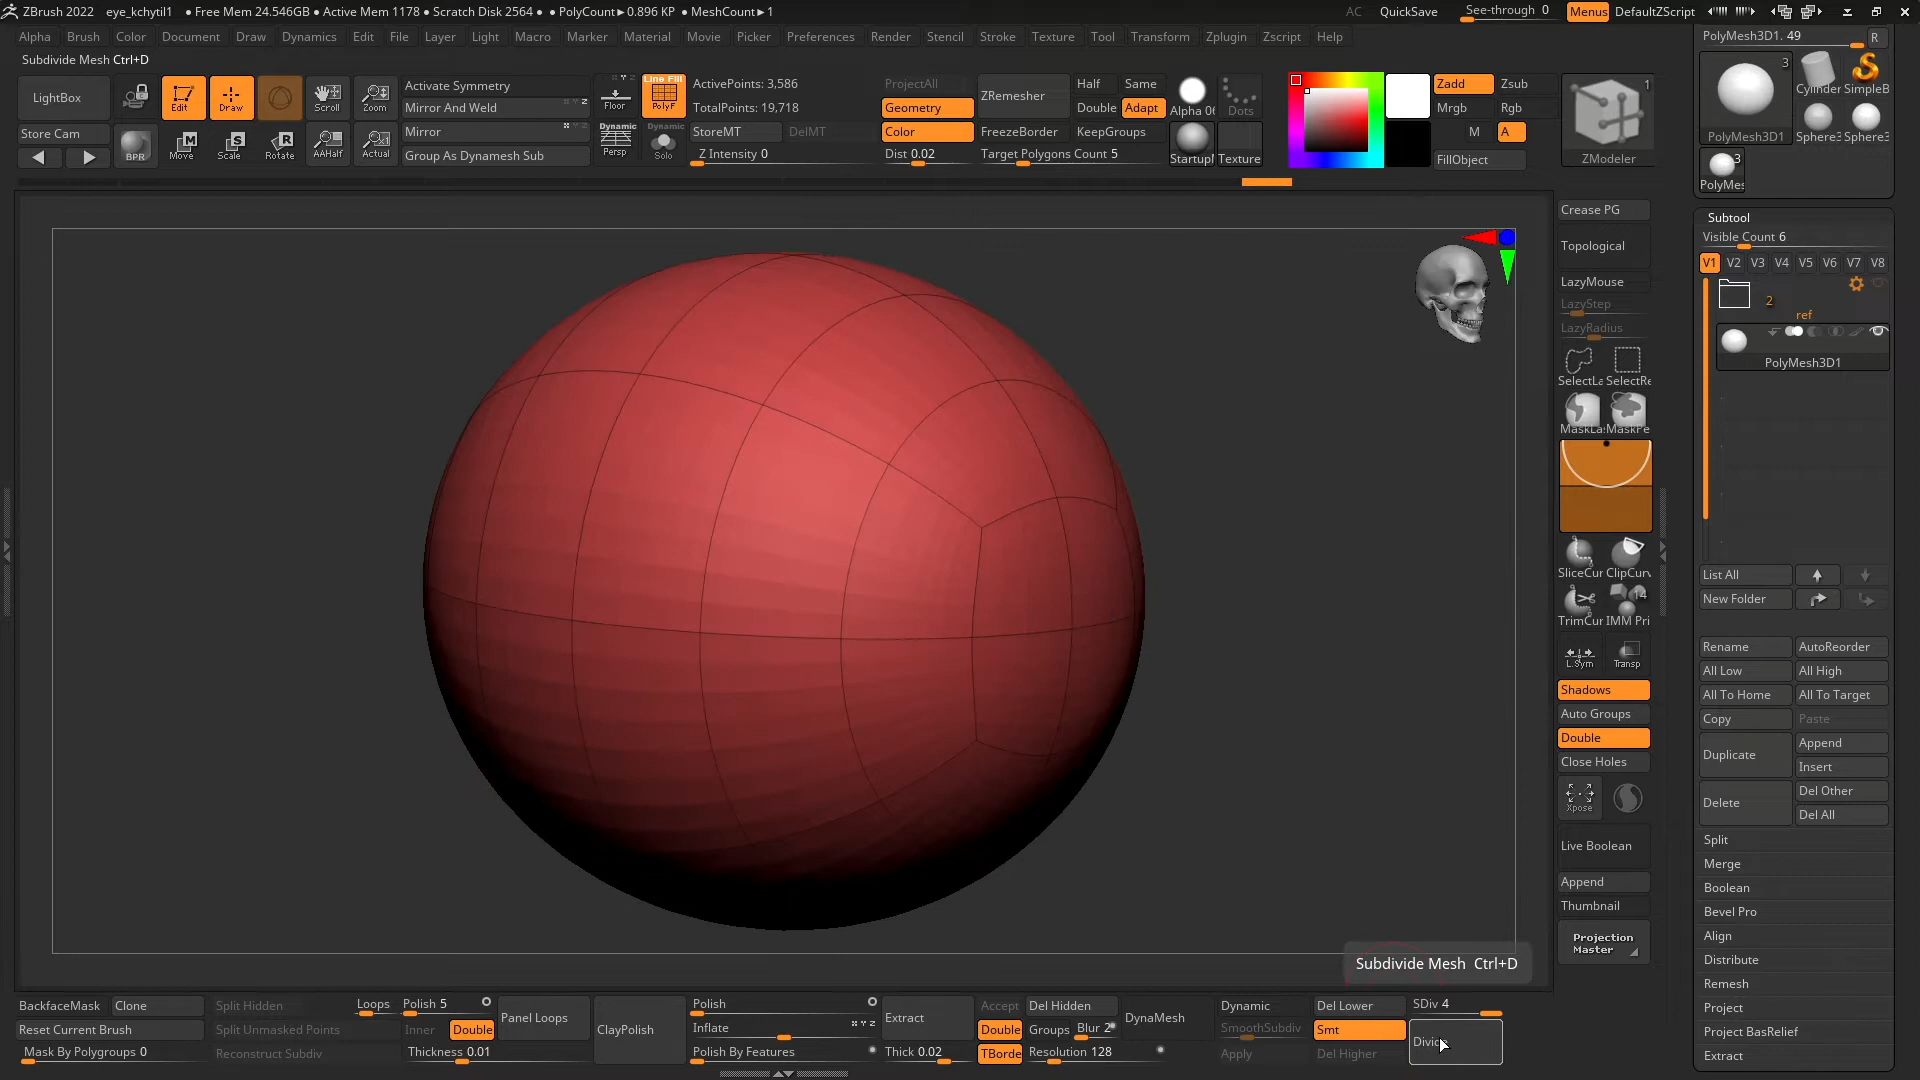 ZBrush 2022 eye_kchytil1 ● Free Mem 24.546GB ● Active Mem 1178 ● Scratch Disk 2564 ● ● PolyCount►0.896 KP ● MeshCount►1 AC QuickSave See-through 0 Menus DefaultZScript
Alpha Brush Color Document Draw Dynamics Edit File Layer Light Macro Marker Material Movie Picker Preferences Render Stencil Stroke Texture Tool Transform Zplugin Zscript Help
Subdivide Mesh Ctrl+D
LightBox
Store Cam
BPR
Edit
Draw
Move
Scale
Rotate
Scroll
Zoom
AAHalf
Actual
Activate Symmetry
Mirror And Weld
Mirror
Group As Dynamesh Sub
Floor
Dynamic
Persp
Line Fill
PolyF
Dynamic
Solo
ActivePoints: 3,586
TotalPoints: 19,718
StoreMT DelMT
Z Intensity 0
ProjectAll
Geometry
Color
Dist 0.02
ZRemesher
FreezeBorder
Target Polygons Count 5
Half Same
Double Adapt
KeepGroups
Alpha 06
Dots
StartupI
Texture
Zadd Zsub
Mrgb Rgb
M A
FillObject
1
ZModeler
PolyMesh3D1. 49 R
3
PolyMesh3D1
Cylinder SimpleB
Sphere3 Sphere3
3
PolyMes
Subtool
Visible Count 6
V1 V2 V3 V4 V5 V6 V7 V8
2
ref
PolyMesh3D1
List All
New Folder
Rename AutoReorder
All Low All High
All To Home All To Target
Copy Paste
Duplicate
Append
Insert
Delete
Del Other
Del All
Split
Merge
Boolean
Bevel Pro
Align
Distribute
Remesh
Project
Project BasRelief
Extract
Crease PG
Topological
LazyMouse
LazyStep
LazyRadius
SelectLa SelectRe
MaskLa MaskPe
SliceCur ClipCurv
14
TrimCur IMM Pri
L.Sym Transp
Shadows
Auto Groups
Double
Close Holes
Xpose
Live Boolean
Append
Thumbnail
Projection
Master
Subdivide Mesh Ctrl+D
BackfaceMask Clone
Reset Current Brush
Mask By Polygroups 0
Split Hidden
Split Unmasked Points
Reconstruct Subdiv
Loops Polish 5
Inner Double
Thickness 0.01
Panel Loops
ClayPolish
Polish
Inflate
Polish By Features
Extract
Thick 0.02
Accept
Double
TBorde
Del Hidden
Groups Blur 2
Resolution 128
DynaMesh
Dynamic
SmoothSubdiv
Apply
Del Lower
Smt
Del Higher
SDiv 4